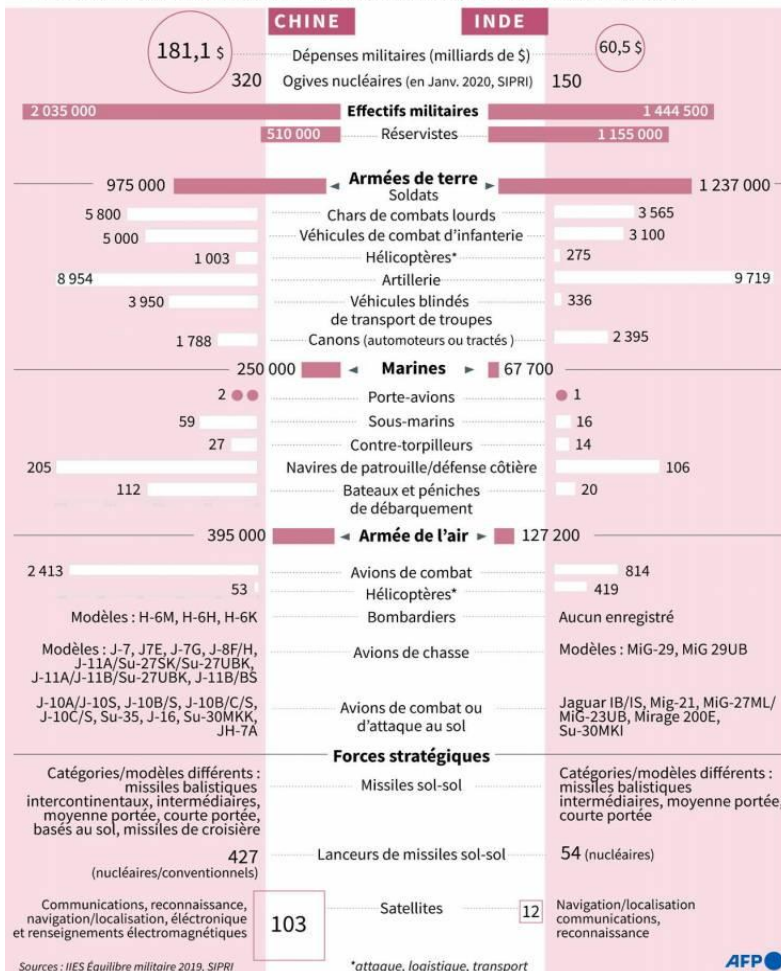 CHINE INDE
181,1 $ Dépenses militaires (milliards de $) 60,5 $
320 Ogives nucléaires (en Janv. 2020, SIPRI) 150
2 035 000 Effectifs militaires 1 444 500
510 000 Réservistes 1 155 000
975 000 Armées de terre 1 237 000
Soldats
5 800 Chars de combats lourds 3 565
5 000 Véhicules de combat d'infanterie 3 100
1 003 Hélicoptères* 275
8 954 Artillerie 9 719
3 950 Véhicules blindés 336
de transport de troupes
1 788 Canons (automoteurs ou tractés ) 2 395
250 000 Marines 67 700
2 Porte-avions 1
59 Sous-marins 16
27 Contre-torpilleurs 14
205 Navires de patrouille/défense côtière 106
112 Bateaux et péniches 20
de débarquement
395 000 Armée de l'air 127 200
2 413 Avions de combat 814
53 Hélicoptères* 419
Modèles : H-6M, H-6H, H-6K Bombardiers Aucun enregistré
Modèles : J-7, J7E, J-7G, J-8F/H,
J-11A/Su-27SK/Su-27UBK,
J-11A/J-11B/Su-27UBK, J-11B/BS
Avions de chasse
Modèles : MiG-29, MiG 29UB
J-10A/J-10S, J-10B/S, J-10B/C/S,
J-10C/S, Su-35, J-16, Su-30MKK,
JH-7A
Avions de combat ou
d'attaque au sol
Jaguar IB/IS, Mig-21, MiG-27ML/
MiG-23UB, Mirage 200E,
Su-30MKI
Forces stratégiques
Catégories/modèles différents :
missiles balistiques
intercontinentaux, intermédiaires,
moyenne portée, courte portée,
basés au sol, missiles de croisière
Missiles sol-sol
Catégories/modèles différents :
missiles balistiques
intermédiaires, moyenne portée,
courte portée
427 Lanceurs de missiles sol-sol 54 (nucléaires)
(nucléaires/conventionnels)
Communications, reconnaissance,
navigation/localisation, éléctronique
et renseignements électromagnétiques
103 Satellites 12
Navigation/localisation
communications,
reconnaissance
Sources : IIES Équilibre militaire 2019, SIPRI *attaque, logistique, transport AFP